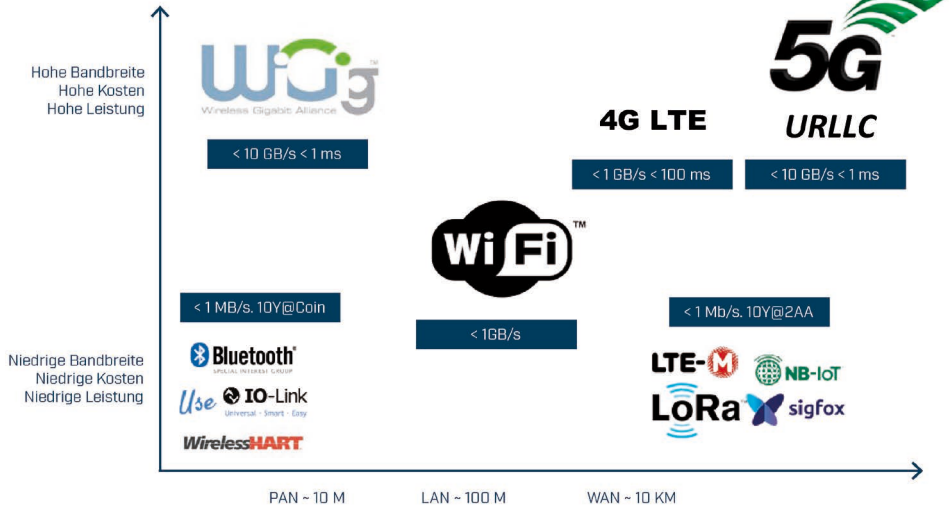 Hohe Bandbreite
Hohe Kosten
Hohe Leistung
WiGig™
Wireless Gigabit Alliance
< 10 GB/s < 1 ms
4G LTE
< 1 GB/s < 100 ms
5G
URLLC
< 10 GB/s < 1 ms
Wi Fi™
< 1GB/s
< 1 MB/s. 10Y@Coin
< 1 Mb/s. 10Y@2AA
Niedrige Bandbreite
Niedrige Kosten
Niedrige Leistung
Bluetooth®
SPECIAL INTEREST GROUP
Use IO-Link
Universal - Smart - Easy
WirelessHART
LTE-M
NB-IoT
LoRa
sigfox
PAN ~ 10 M
LAN ~ 100 M
WAN ~ 10 KM